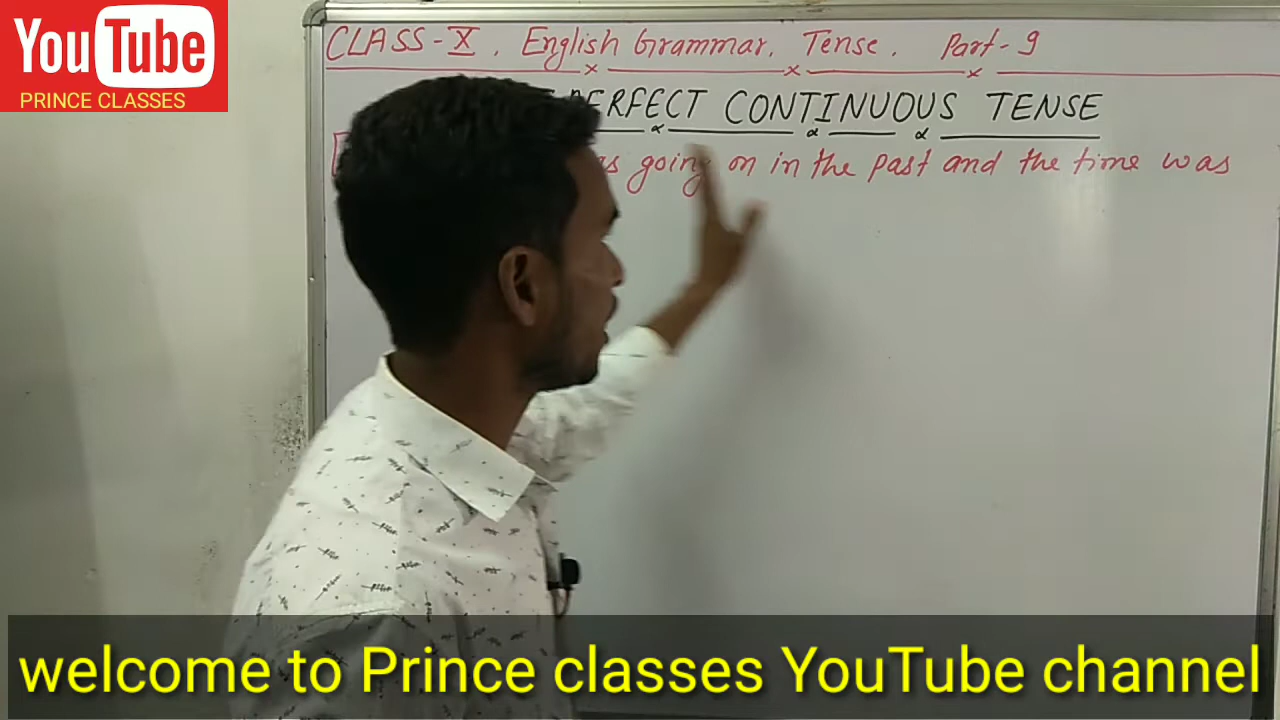 YouTube
PRINCE CLASSES
CLASS-X, English Grammar, Tense. Part-9
PERFECT CONTINUOUS TENSE
going on in the past and the time was
welcome to Prince classes YouTube channel